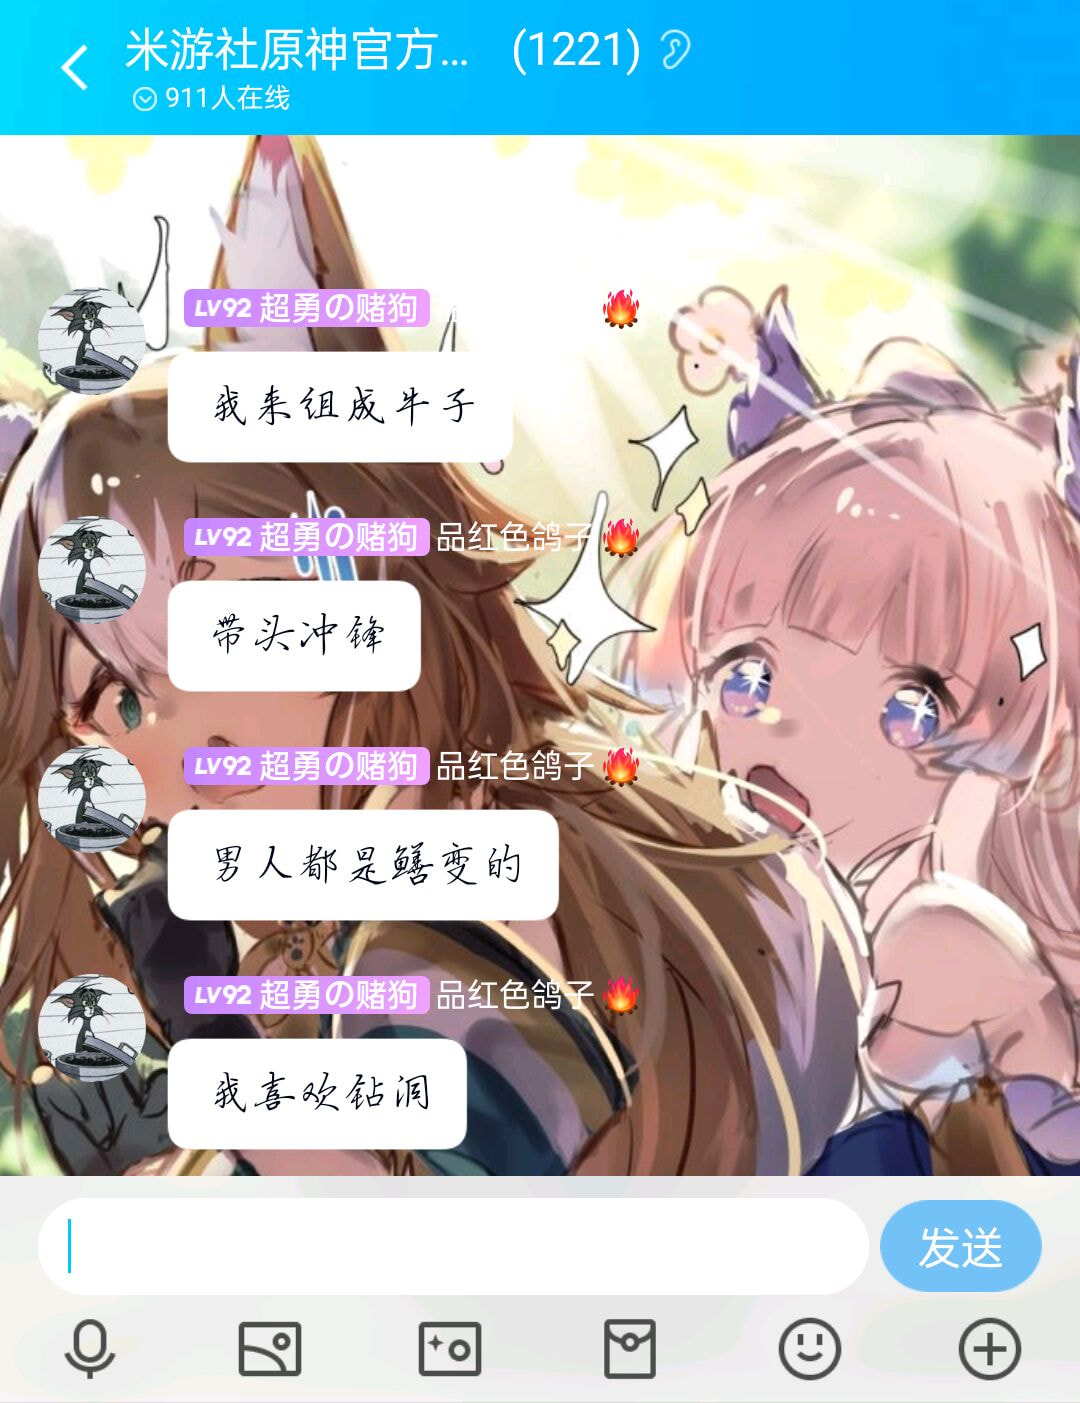 米游社原神官方... (1221)
911人在线
LV92 超勇の赌狗
我来组成牛子
LV92 超勇の赌狗 品红色鸽子
带头冲锋
LV92 超勇の赌狗 品红色鸽子
男人都是鳝变的
LV92 超勇の赌狗 品红色鸽子
我喜欢钻洞
发送